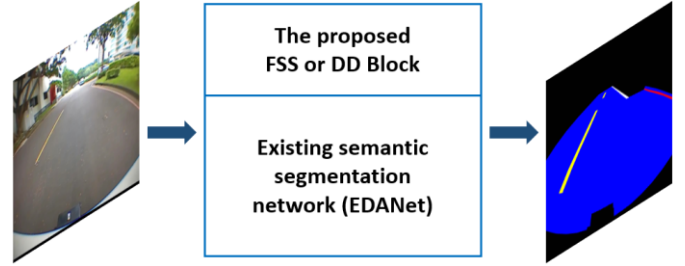 The proposed
FSS or DD Block
Existing semantic
segmentation
network (EDANet)